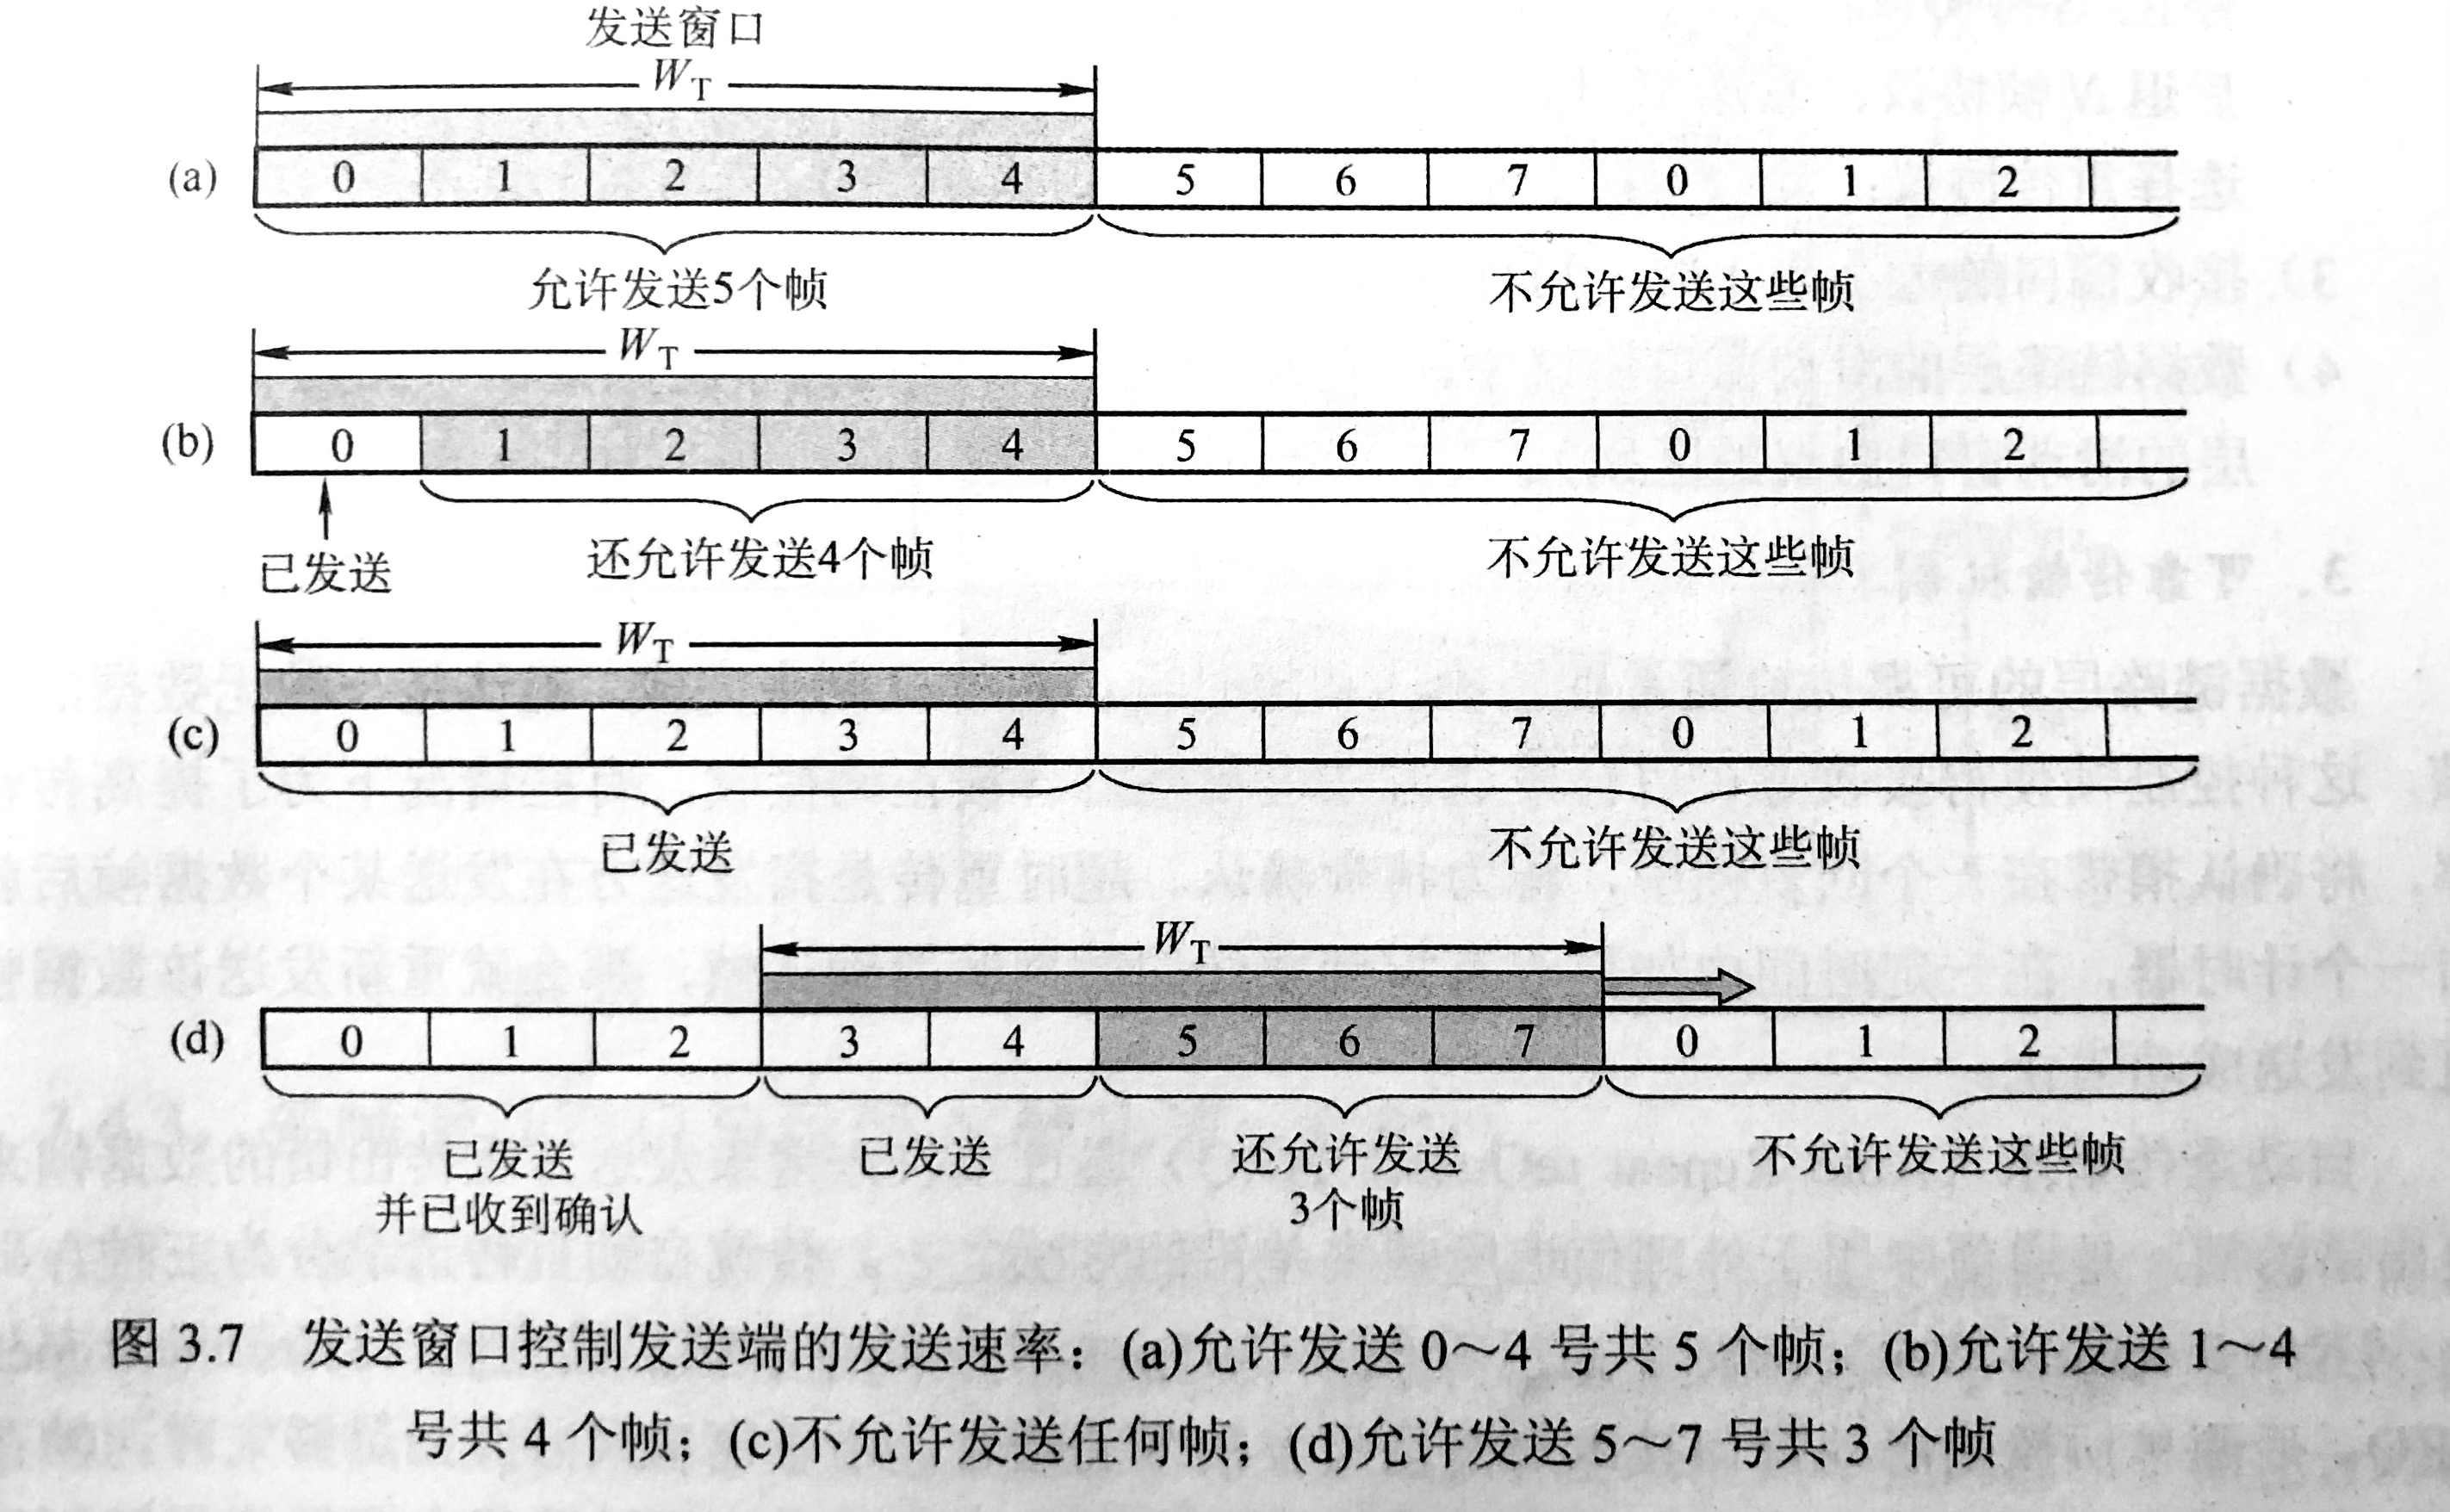 发送窗口
W_T
(a) 0 1 2 3 4 5 6 7 0 1 2
允许发送5个帧 不允许发送这些帧
W_T
(b) 0 1 2 3 4 5 6 7 0 1 2
已发送 还允许发送4个帧 不允许发送这些帧
W_T
(c) 0 1 2 3 4 5 6 7 0 1 2
已发送 不允许发送这些帧
W_T
(d) 0 1 2 3 4 5 6 7 0 1 2
已发送 已发送 还允许发送 不允许发送这些帧
并已收到确认 3个帧
图 3.7 发送窗口控制发送端的发送速率：(a)允许发送 0～4 号共 5 个帧；(b)允许发送 1～4
号共 4 个帧；(c)不允许发送任何帧；(d)允许发送 5～7 号共 3 个帧